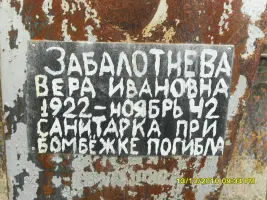 ЗАБАЛОТНЕВА
ВЕРА ИВАНОВНА
1922-НОЯБРЬ 42
САНИТАРКА ПРИ
БОМБЁЖКЕ ПОГИБЛА